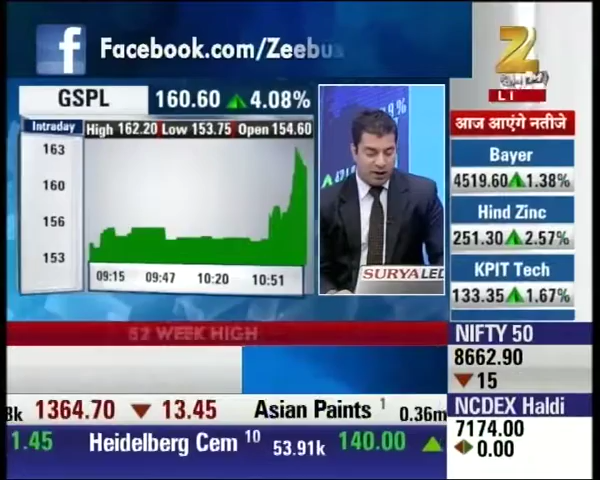 f Facebook.com/Zeebus
Z
LI
GSPL 160.60 4.08%
Intraday High 162.20 Low 153.75 Open 154.60
163
160
156
153
09:15 09:47 10:20 10:51
SURYA LED
आज आएंगे नतीजे
Bayer
4519.60 1.38%
Hind Zinc
251.30 2.57%
KPIT Tech
133.35 1.67%
52 WEEK HIGH
NIFTY 50
8662.90
15
NCDEX Haldi
7174.00
0.00
8k 1364.70 13.45 Asian Paints 1 0.36m
1.45 Heidelberg Cem 10 53.91k 140.00